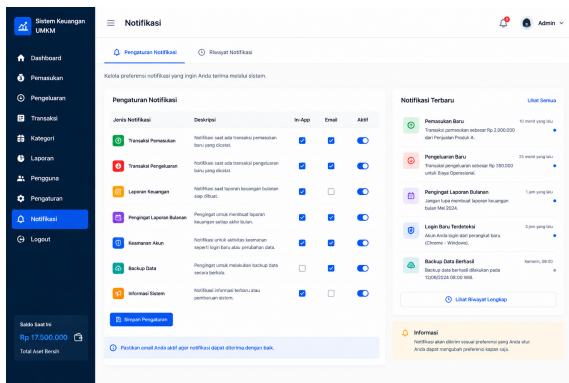 Sistem Keuangan
UMKM
Notifikasi
Admin
Dashboard
Pemasukan
Pengeluaran
Transaksi
Kategori
Laporan
Pengguna
Pengaturan
Notifikasi
Logout
Saldo Saat Ini
Rp 17.500.000
Total Aset Bersih
Pengaturan Notifikasi
Riwayat Notifikasi
Kelola preferensi notifikasi yang ingin Anda terima melalui sistem.
Pengaturan Notifikasi
Jenis Notifikasi Deskripsi In-App Email Aktif
Transaksi Pemasukan
Notifikasi saat ada transaksi pemasukan
baru yang dicatat.
Transaksi Pengeluaran
Notifikasi saat ada transaksi pengeluaran
baru yang dicatat.
Laporan Keuangan
Notifikasi saat laporan keuangan bulanan
siap dibuat.
Pengingat Laporan Bulanan
Pengingat untuk membuat laporan
keuangan setiap akhir bulan.
Keamanan Akun
Notifikasi untuk aktivitas keamanan
seperti login baru atau perubahan data.
Backup Data
Pengingat untuk melakukan backup data
secara berkala.
Informasi Sistem
Notifikasi informasi terbaru atau
pembaruan sistem.
Simpan Pengaturan
Pastikan email Anda aktif agar notifikasi dapat diterima dengan baik.
Notifikasi Terbaru
Lihat Semua
Pemasukan Baru
10 menit yang lalu
Transaksi pemasukan sebesar Rp 2.000.000
dari Penjualan Produk A.
Pengeluaran Baru
25 menit yang lalu
Transaksi pengeluaran sebesar Rp 350.000
untuk Biaya Operasional.
Pengingat Laporan Bulanan
1 jam yang lalu
Jangan lupa membuat laporan keuangan
bulan Mei 2024.
Login Baru Terdeteksi
2 jam yang lalu
Akun Anda login dari perangkat baru.
(Chrome - Windows).
Backup Data Berhasil
Kemarin, 08:00
Backup data berhasil dilakukan pada
12/06/2024 08:00 WIB.
Lihat Riwayat Lengkap
Informasi
Notifikasi akan dikirim sesuai preferensi yang Anda atur.
Anda dapat mengubah preferensi kapan saja.